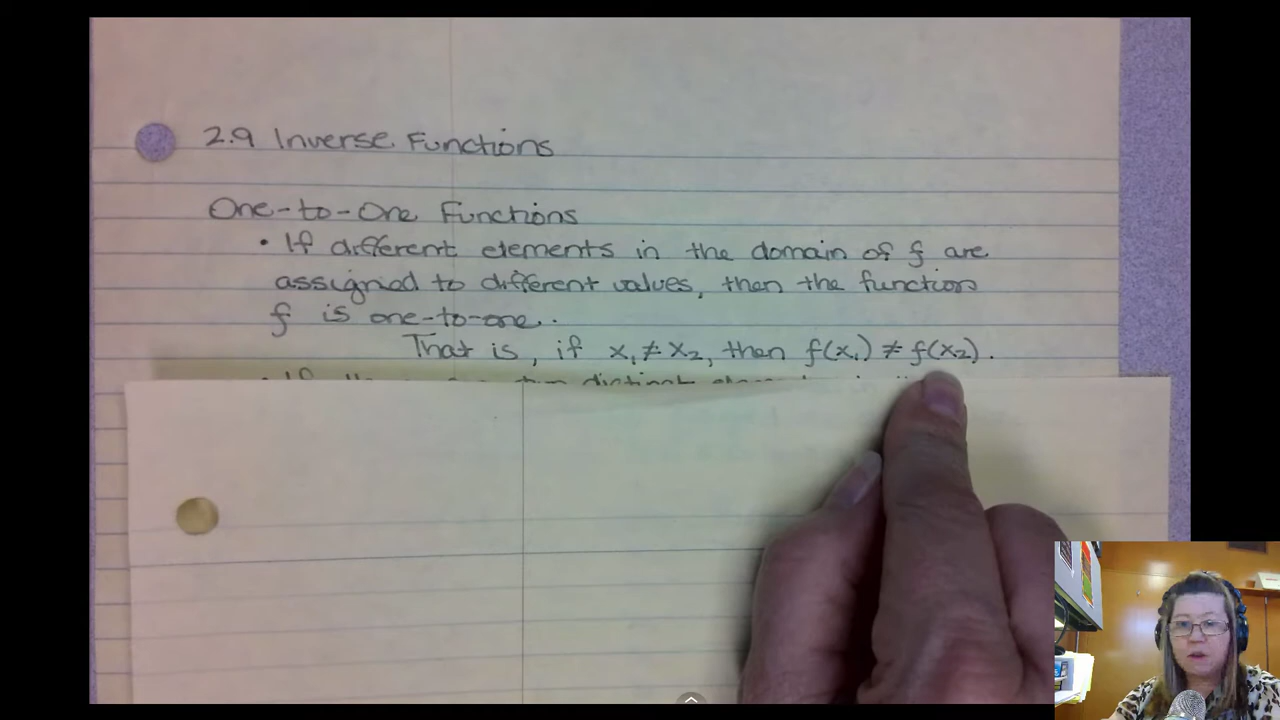 2.9 Inverse Functions
One-to-One Functions
• If different elements in the domain of f are
assigned to different values, then the function
f is one-to-one.
That is, if x₁ ≠ x₂, then f(x₁) ≠ f(x₂).
• If